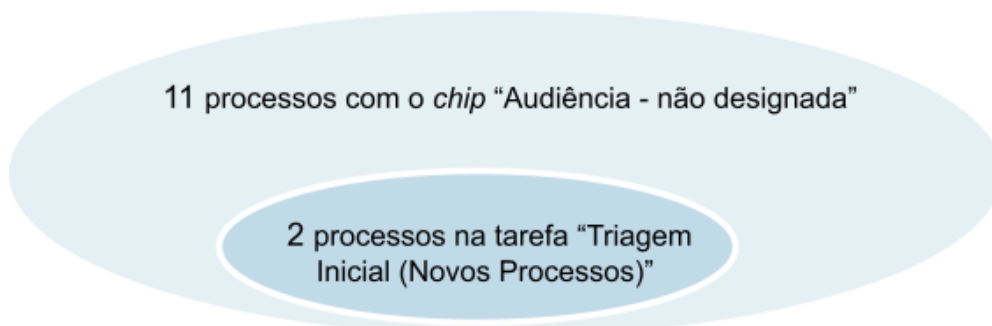 11 processos com o chip “Audiência - não designada”
2 processos na tarefa “Triagem
Inicial (Novos Processos)”